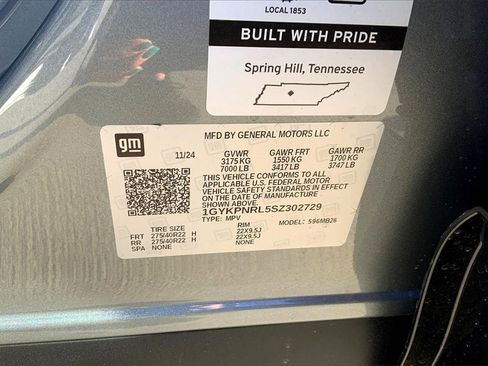 LOCAL 1853
BUILT WITH PRIDE
Spring Hill, Tennessee
gm
MFD BY GENERAL MOTORS LLC
11/24 GVWR GAWR FRT GAWR RR
3175 KG 1550 KG 1700 KG
7000 LB 3417 LB 3747 LB
THIS VEHICLE CONFORMS TO ALL
APPLICABLE U.S. FEDERAL MOTOR
VEHICLE SAFETY STANDARDS IN EFFECT
ON THE DATE OF MANUFACTURE
SHOWN ABOVE.
1GYKPNRL5SZ302729
TYPE: MPV MODEL: 596MB26
TIRE SIZE RIM
FRT 275/40R22 H 22X9.5J
RR 275/40R22 H 22X9.5J
SPA NONE NONE